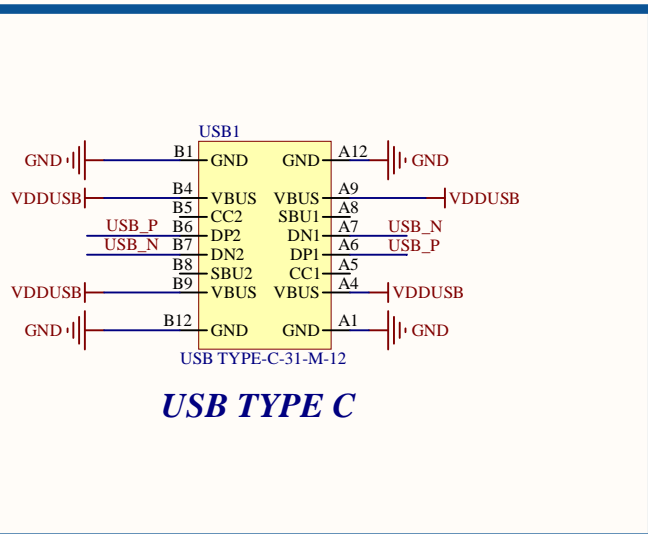 USB1
GND B1 GND GND A12 GND
VDDUSB B4 VBUS VBUS A9 VDDUSB
B5 CC2 SBU1 A8
USB_P B6 DP2 DN1 A7 USB_N
USB_N B7 DN2 DP1 A6 USB_P
B8 SBU2 CC1 A5
VDDUSB B9 VBUS VBUS A4 VDDUSB
GND B12 GND GND A1 GND
USB TYPE-C-31-M-12
USB TYPE C